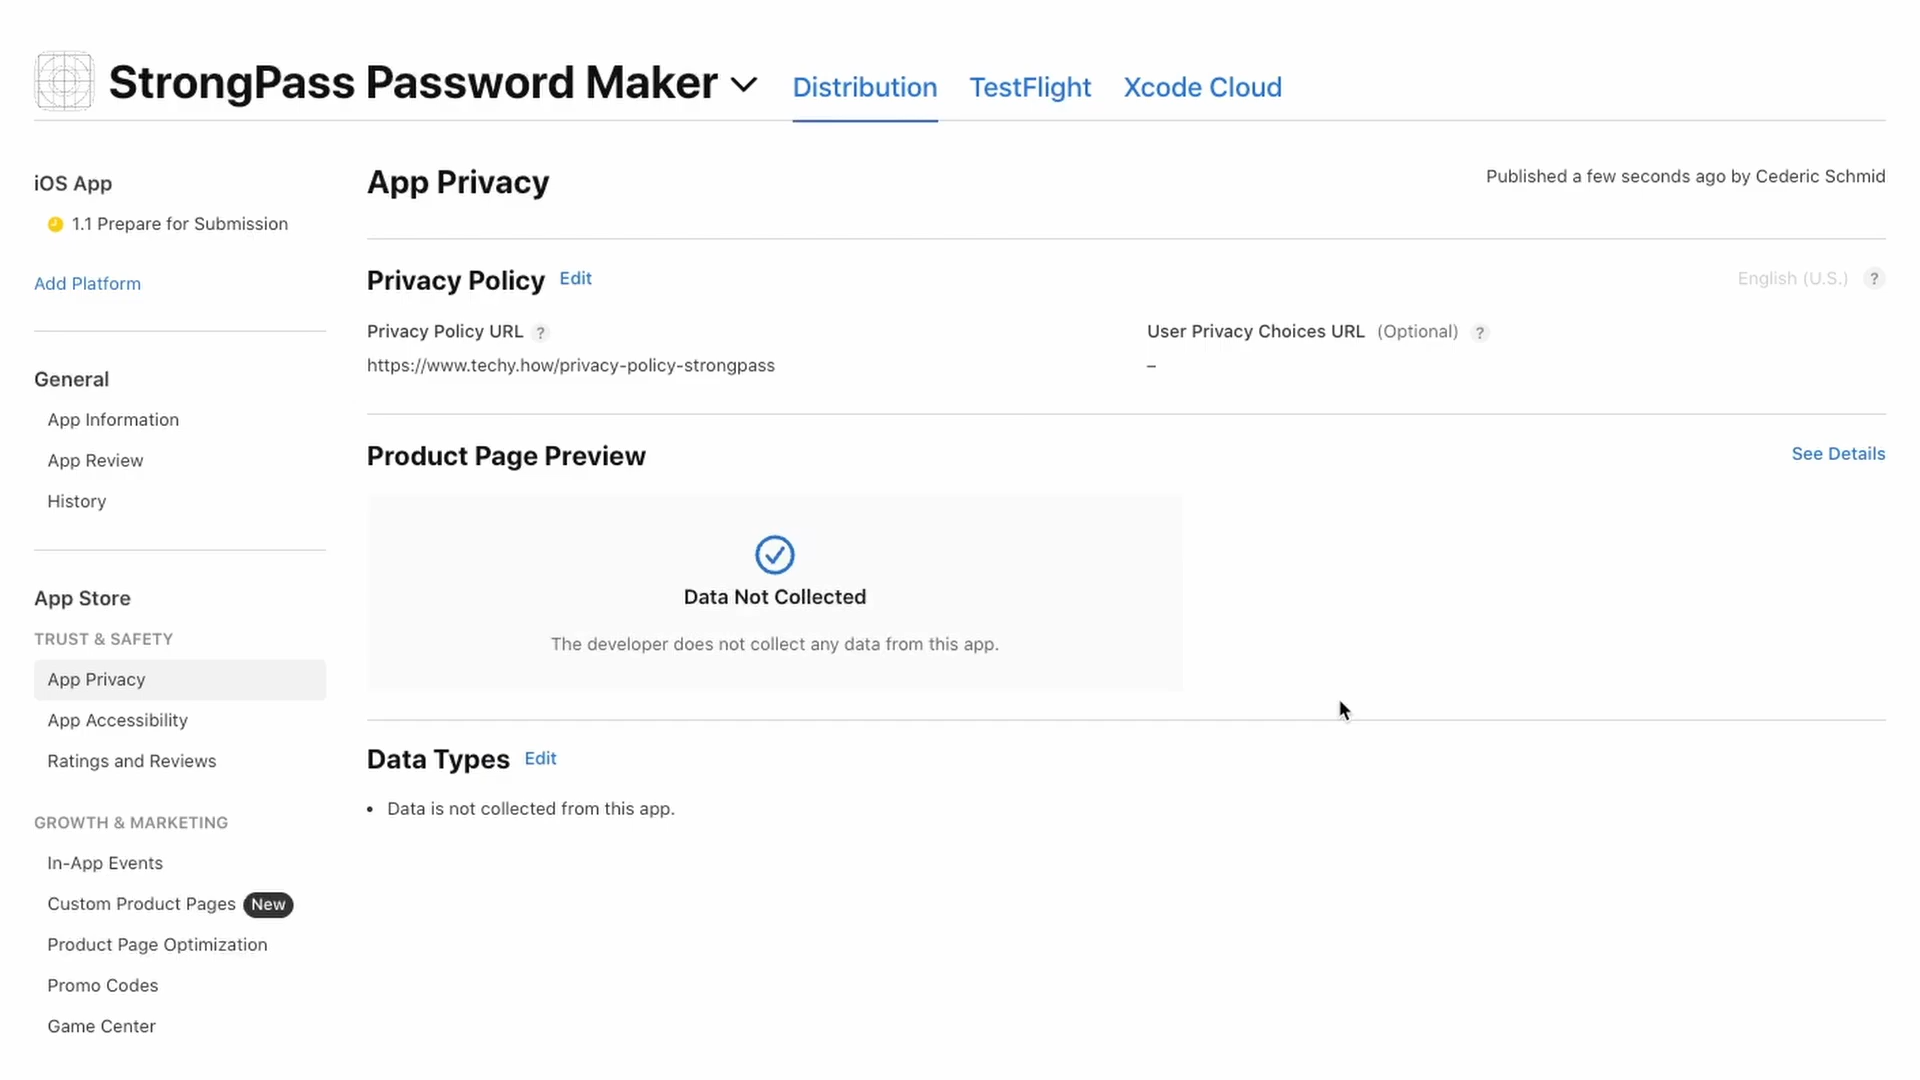 StrongPass Password Maker
Distribution
TestFlight
Xcode Cloud
iOS App
1.1 Prepare for Submission
Add Platform
General
App Information
App Review
History
App Store
TRUST & SAFETY
App Privacy
App Accessibility
Ratings and Reviews
GROWTH & MARKETING
In-App Events
Custom Product Pages New
Product Page Optimization
Promo Codes
Game Center
App Privacy
Published a few seconds ago by Cederic Schmid
Privacy Policy Edit
English (U.S.) ?
Privacy Policy URL ?
https://www.techy.how/privacy-policy-strongpass
User Privacy Choices URL (Optional) ?
–
Product Page Preview
See Details
Data Not Collected
The developer does not collect any data from this app.
Data Types Edit
• Data is not collected from this app.